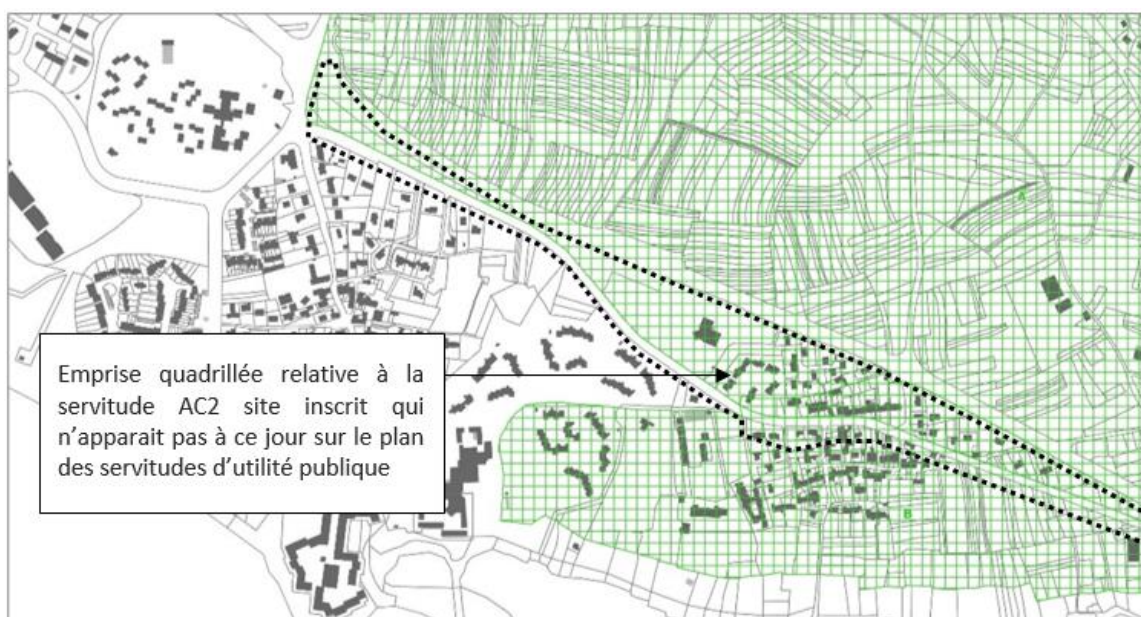 Emprise quadrillée relative à la
servitude AC2 site inscrit qui
n’apparait pas à ce jour sur le plan
des servitudes d’utilité publique
A
B